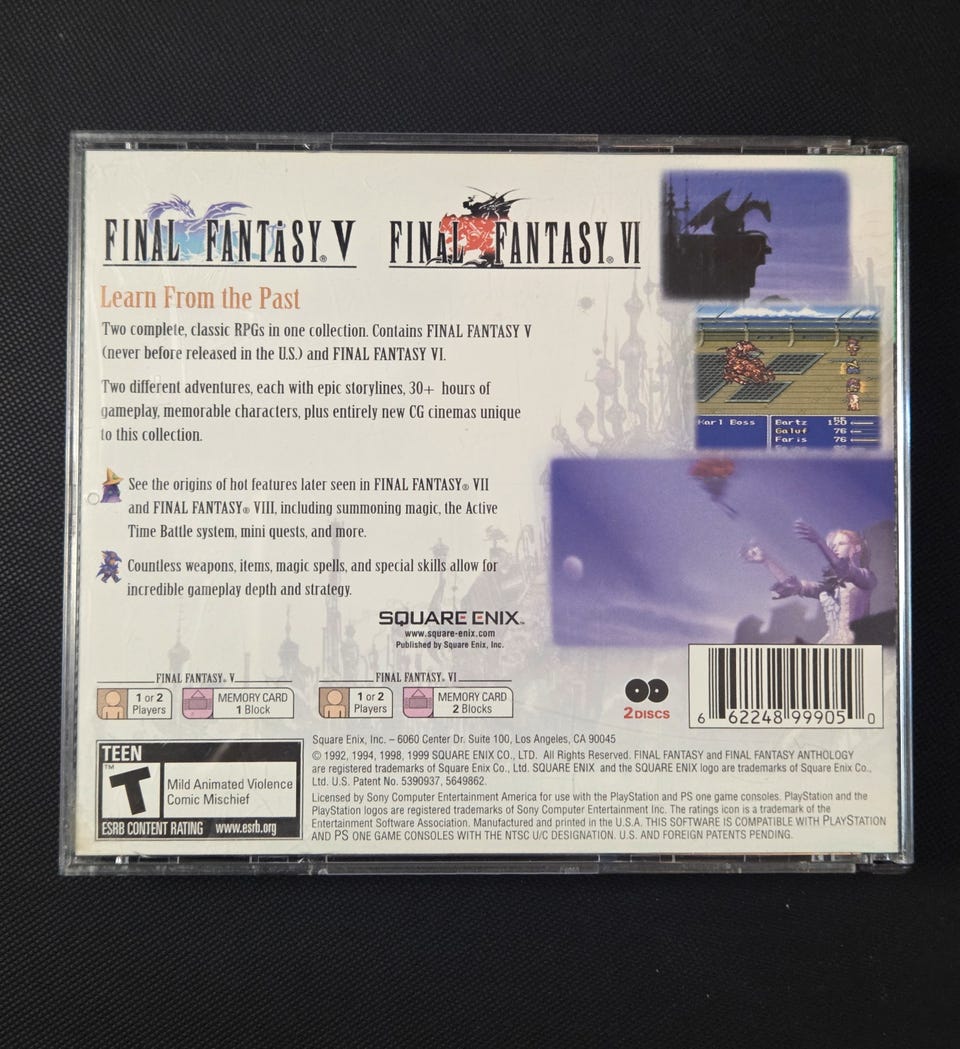 FINAL FANTASY® V
FINAL FANTASY® VI
Learn From the Past
Two complete, classic RPGs in one collection. Contains FINAL FANTASY V
(never before released in the U.S.) and FINAL FANTASY VI.
Two different adventures, each with epic storylines, 30+ hours of
gameplay, memorable characters, plus entirely new CG cinemas unique
to this collection.
See the origins of hot features later seen in FINAL FANTASY® VII
and FINAL FANTASY® VIII, including summoning magic, the Active
Time Battle system, mini quests, and more.
Countless weapons, items, magic spells, and special skills allow for
incredible gameplay depth and strategy.
Karl Boss
Bartz
Galuf 76
Faris 76
SQUARE ENIX™
www.square-enix.com
Published by Square Enix, Inc.
FINAL FANTASY® V
1 or 2
Players
MEMORY CARD
1 Block
FINAL FANTASY® VI
1 or 2
Players
MEMORY CARD
2 Blocks
2 DISCS
6 62248 99905 0
TEEN
T™
Mild Animated Violence
Comic Mischief
ESRB CONTENT RATING www.esrb.org
Square Enix, Inc. – 6060 Center Dr. Suite 100, Los Angeles, CA 90045
© 1992, 1994, 1998, 1999 SQUARE ENIX CO., LTD. All Rights Reserved. FINAL FANTASY and FINAL FANTASY ANTHOLOGY
are registered trademarks of Square Enix Co., Ltd. SQUARE ENIX and the SQUARE ENIX logo are trademarks of Square Enix Co.,
Ltd. U.S. Patent No. 5390937, 5649862.
Licensed by Sony Computer Entertainment America for use with the PlayStation and PS one game consoles. PlayStation and the
PlayStation logos are registered trademarks of Sony Computer Entertainment Inc. The ratings icon is a trademark of the
Entertainment Software Association. Manufactured and printed in the U.S.A. THIS SOFTWARE IS COMPATIBLE WITH PLAYSTATION
AND PS ONE GAME CONSOLES WITH THE NTSC U/C DESIGNATION. U.S. AND FOREIGN PATENTS PENDING.